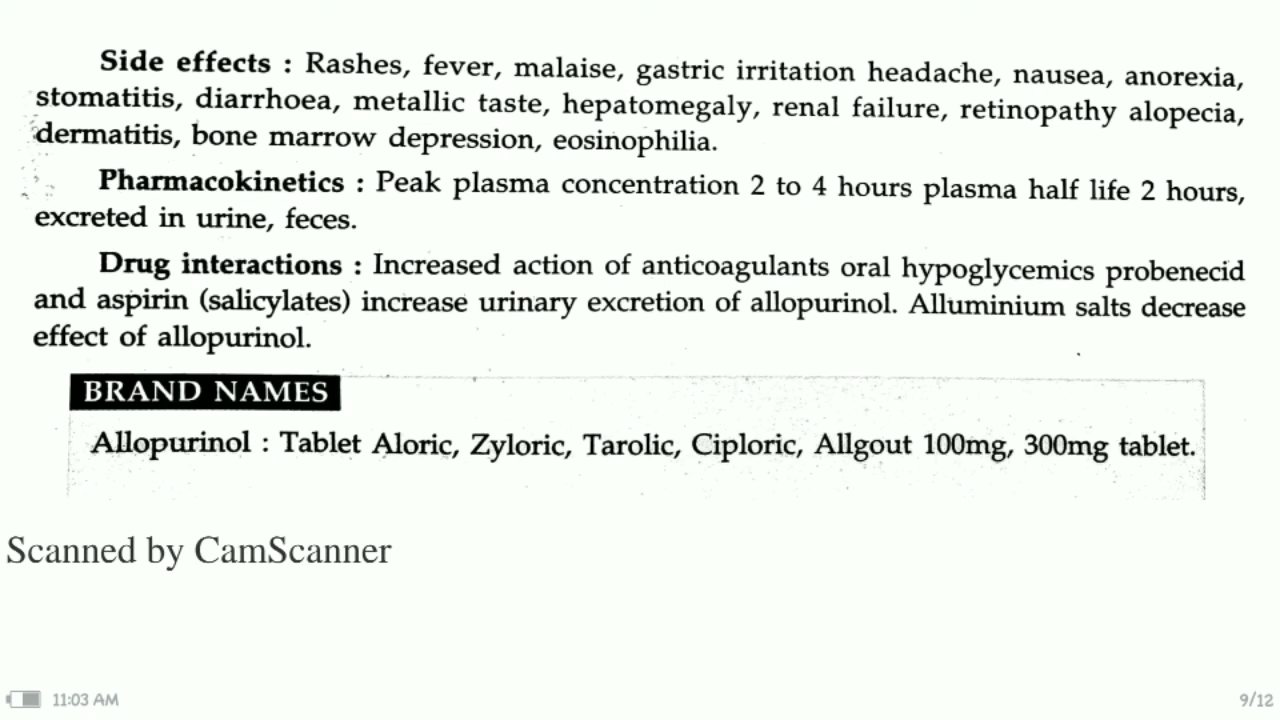 Side effects : Rashes, fever, malaise, gastric irritation headache, nausea, anorexia,
stomatitis, diarrhoea, metallic taste, hepatomegaly, renal failure, retinopathy alopecia,
dermatitis, bone marrow depression, eosinophilia.
Pharmacokinetics : Peak plasma concentration 2 to 4 hours plasma half life 2 hours,
excreted in urine, feces.
Drug interactions : Increased action of anticoagulants oral hypoglycemics probenecid
and aspirin (salicylates) increase urinary excretion of allopurinol. Alluminium salts decrease
effect of allopurinol.
BRAND NAMES
Allopurinol : Tablet Aloric, Zyloric, Tarolic, Ciploric, Allgout 100mg, 300mg tablet.
Scanned by CamScanner
11:03 AM
9/12